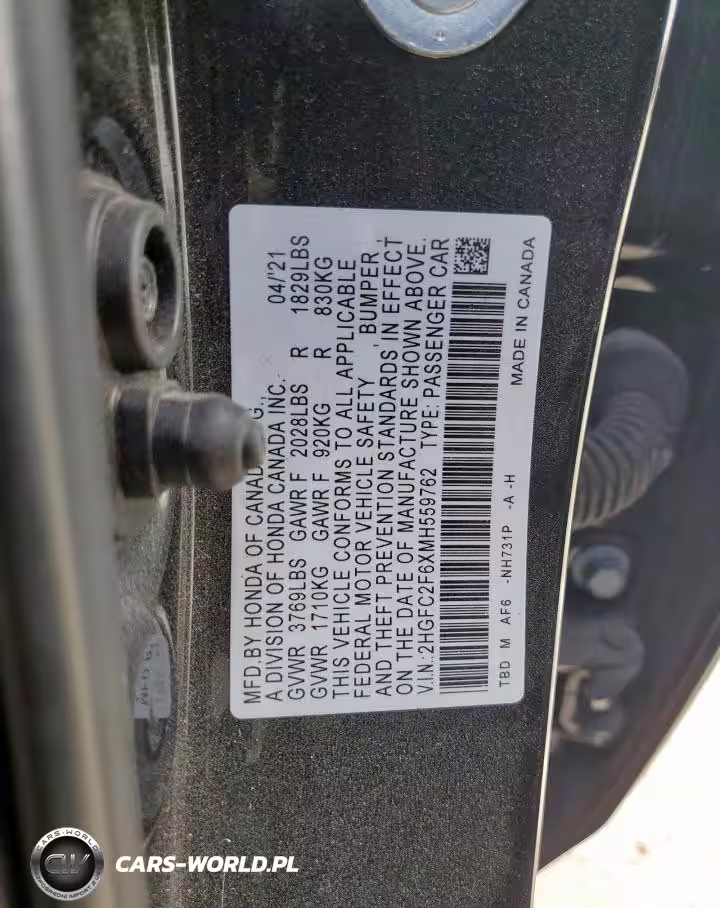 MFD.BY HONDA OF CANADA
A DIVISION OF HONDA CANADA INC. 04/'21
GVWR 3769LBS GAWR F 2028LBS R 1829LBS
GVWR 1710KG GAWR F 920KG R 830KG
THIS VEHICLE CONFORMS TO ALL APPLICABLE
FEDERAL MOTOR VEHICLE SAFETY , BUMPER ,
AND THEFT PREVENTION STANDARDS, IN EFFECT
ON THE DATE OF MANUFACTURE SHOWN ABOVE.
V.I.N.: 2HGFC2F6XMH559762 TYPE: PASSENGER CAR
TBD M AF6 -NH731P -A -H MADE IN CANADA
CARS-WORLD
CW
CARS-WORLD.PL